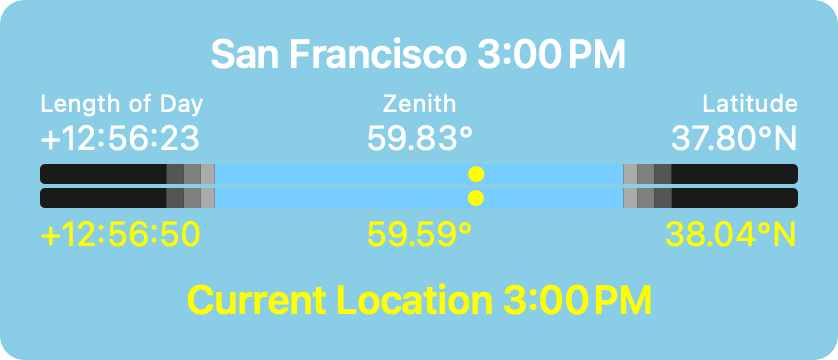 San Francisco 3:00 PM
Length of Day Zenith Latitude
+12:56:23 59.83° 37.80°N
+12:56:50 59.59° 38.04°N
Current Location 3:00 PM